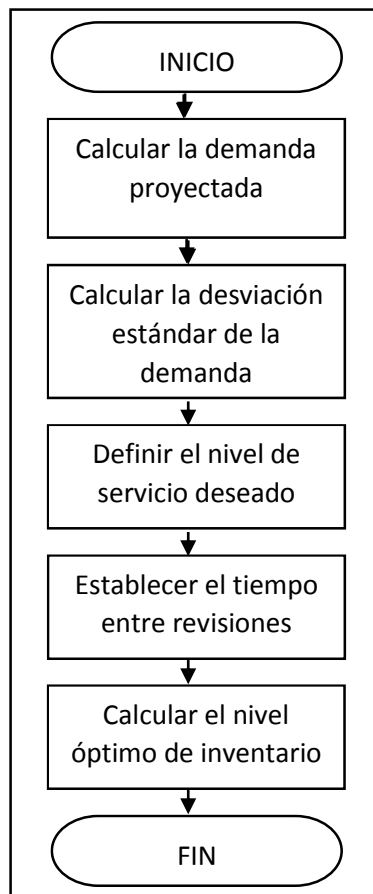 INICIO
Calcular la demanda
proyectada
Calcular la desviación
estándar de la
demanda
Definir el nivel de
servicio deseado
Establecer el tiempo
entre revisiones
Calcular el nivel
óptimo de inventario
FIN